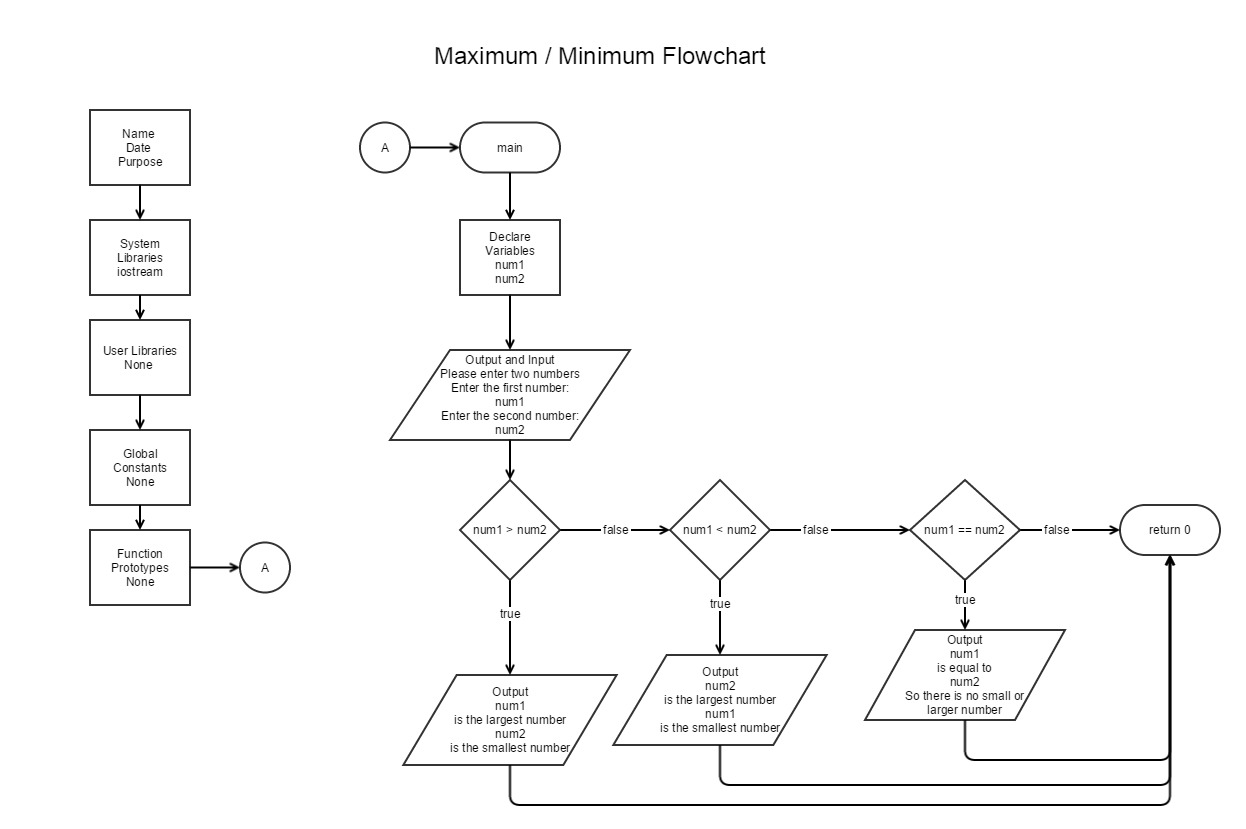 Maximum / Minimum Flowchart
Name
Date
Purpose
System
Libraries
iostream
User Libraries
None
Global
Constants
None
Function
Prototypes
None
A
A
main
Declare
Variables
num1
num2
Output and Input
Please enter two numbers
Enter the first number:
num1
Enter the second number:
num2
num1 > num2
false
num1 < num2
false
num1 == num2
false
return 0
true
true
true
Output
num1
is the largest number
num2
is the smallest number
Output
num2
is the largest number
num1
is the smallest number
Output
num1
is equal to
num2
So there is no small or
larger number